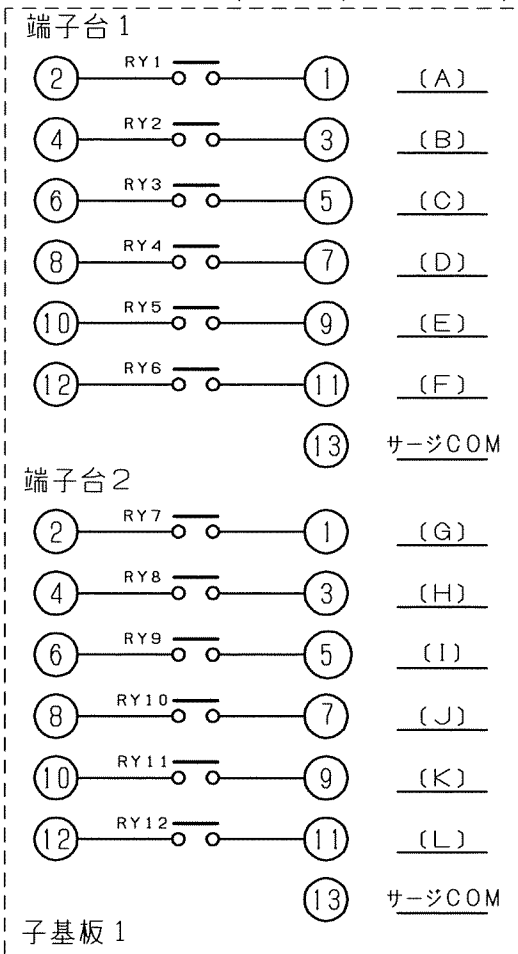 端子台1
② RY1 ① (A)
④ RY2 ③ (B)
⑥ RY3 ⑤ (C)
⑧ RY4 ⑦ (D)
⑩ RY5 ⑨ (E)
⑫ RY6 ⑪ (F)
⑬ サージCOM
端子台2
② RY7 ① (G)
④ RY8 ③ (H)
⑥ RY9 ⑤ (I)
⑧ RY10 ⑦ (J)
⑩ RY11 ⑨ (K)
⑫ RY12 ⑪ (L)
⑬ サージCOM
子基板1